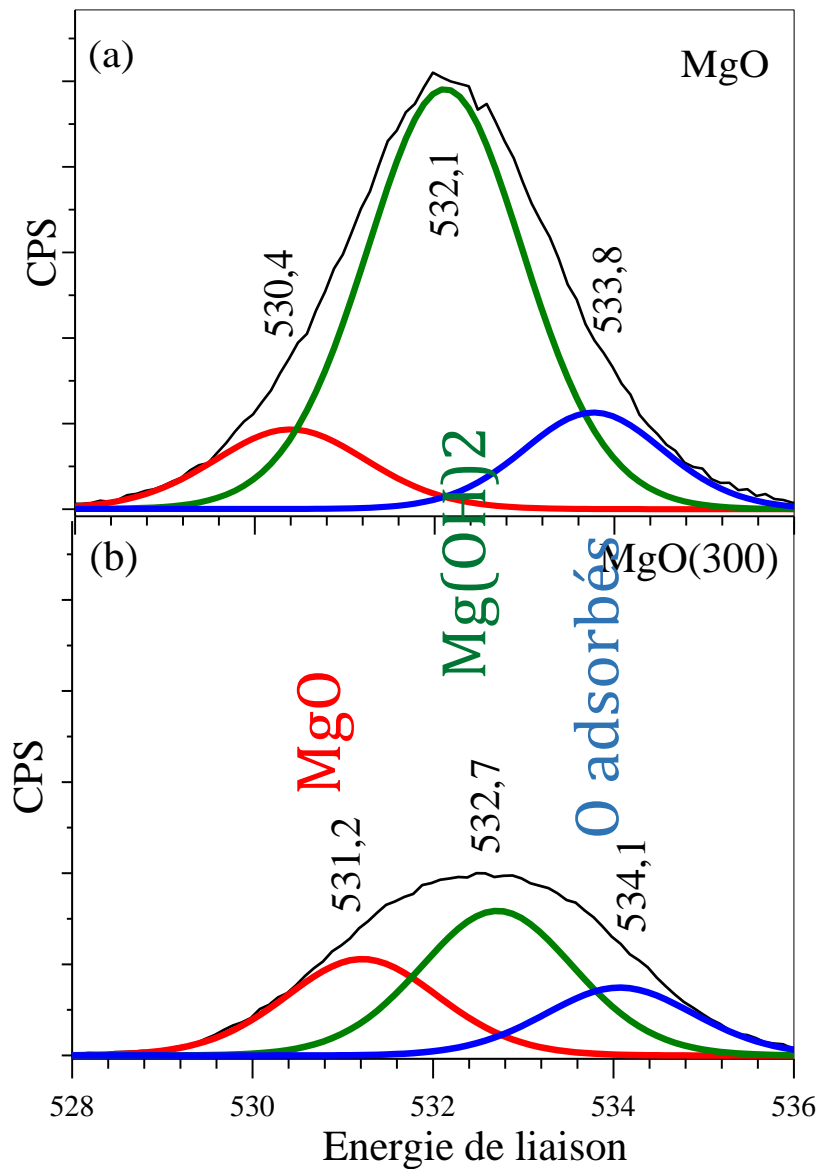 (a)
MgO
532,1
530,4
533,8
CPS
Mg(OH)2
(b)
MgO(300)
O adsorbés
MgO
532,7
531,2
534,1
CPS
528 530 532 534 536
Energie de liaison